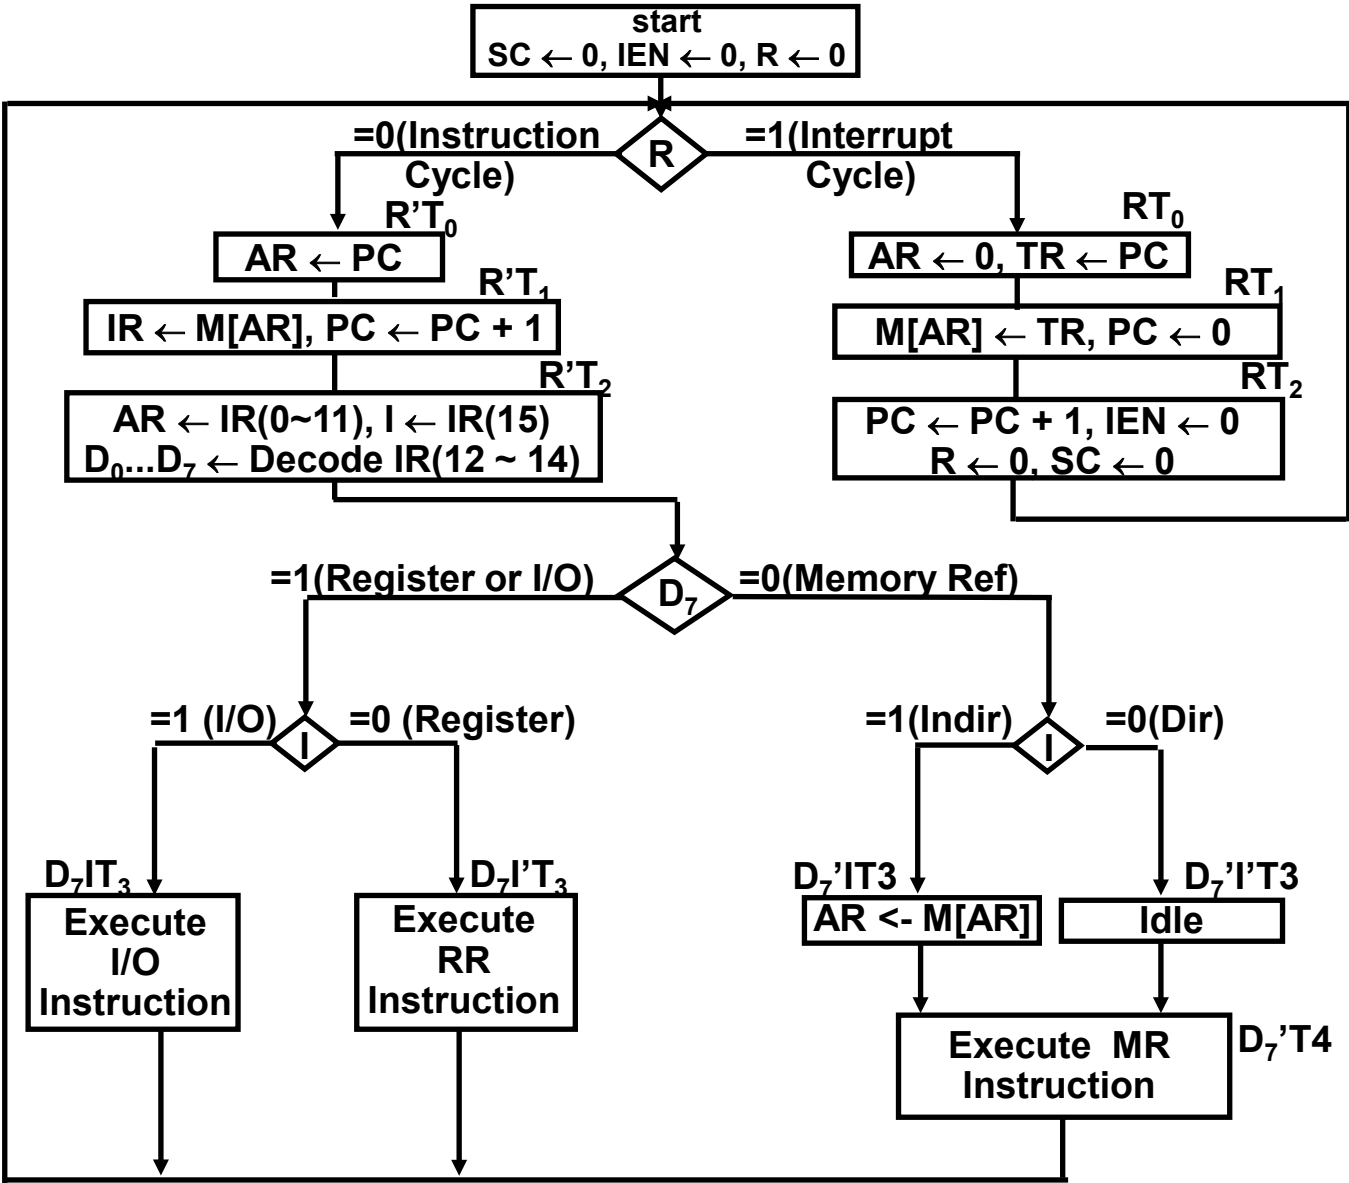 start
SC ← 0, IEN ← 0, R ← 0
=0(Instruction
Cycle)
R
=1(Interrupt
Cycle)
R’T₀
AR ← PC
R’T₁
IR ← M[AR], PC ← PC + 1
R’T₂
AR ← IR(0~11), I ← IR(15)
D₀...D₇ ← Decode IR(12 ~ 14)
RT₀
AR ← 0, TR ← PC
RT₁
M[AR] ← TR, PC ← 0
RT₂
PC ← PC + 1, IEN ← 0
R ← 0, SC ← 0
=1(Register or I/O)
D₇
=0(Memory Ref)
=1 (I/O)
I
=0 (Register)
=1(Indir)
I
=0(Dir)
D₇IT₃
Execute
I/O
Instruction
D₇I’T₃
Execute
RR
Instruction
D₇’IT3
AR <- M[AR]
D₇’I’T3
Idle
Execute MR
Instruction
D₇’T4